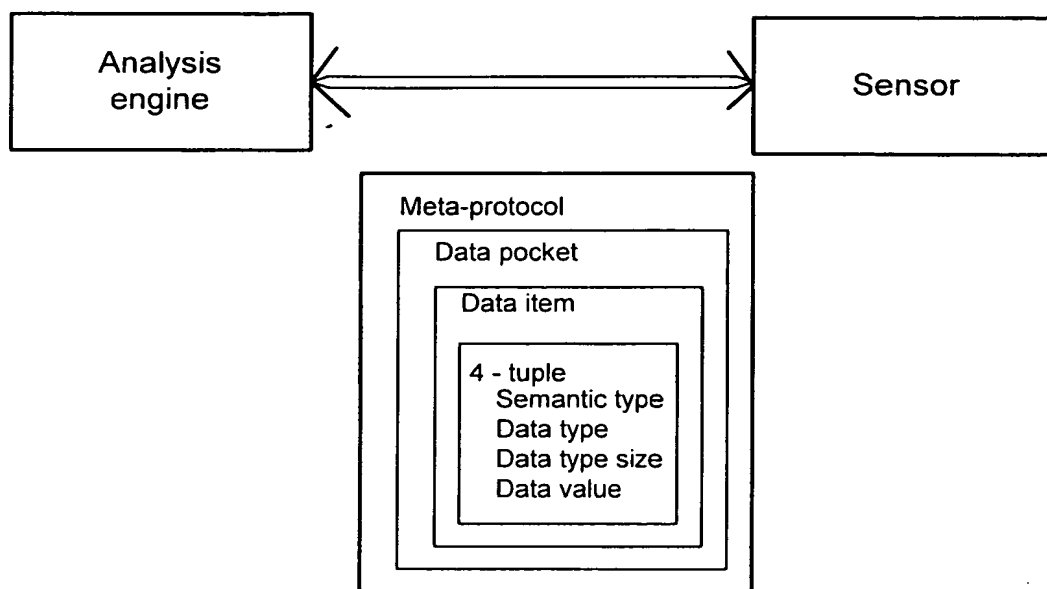 Analysis
engine
Sensor
Meta-protocol
Data pocket
Data item
4 - tuple
Semantic type
Data type
Data type size
Data value